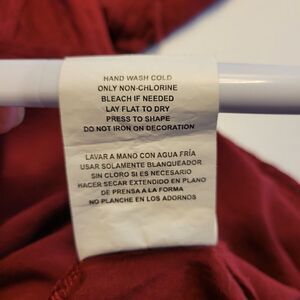 HAND WASH COLD
ONLY NON-CHLORINE
BLEACH IF NEEDED
LAY FLAT TO DRY
PRESS TO SHAPE
DO NOT IRON ON DECORATION
LAVAR A MANO CON AGUA FRÍA
USAR SOLAMENTE BLANQUEADOR
SIN CLORO SI ES NECESARIO
HACER SECAR EXTENDIDO EN PLANO
DE PRENSA A LA FORMA
NO PLANCHE EN LOS ADORNOS